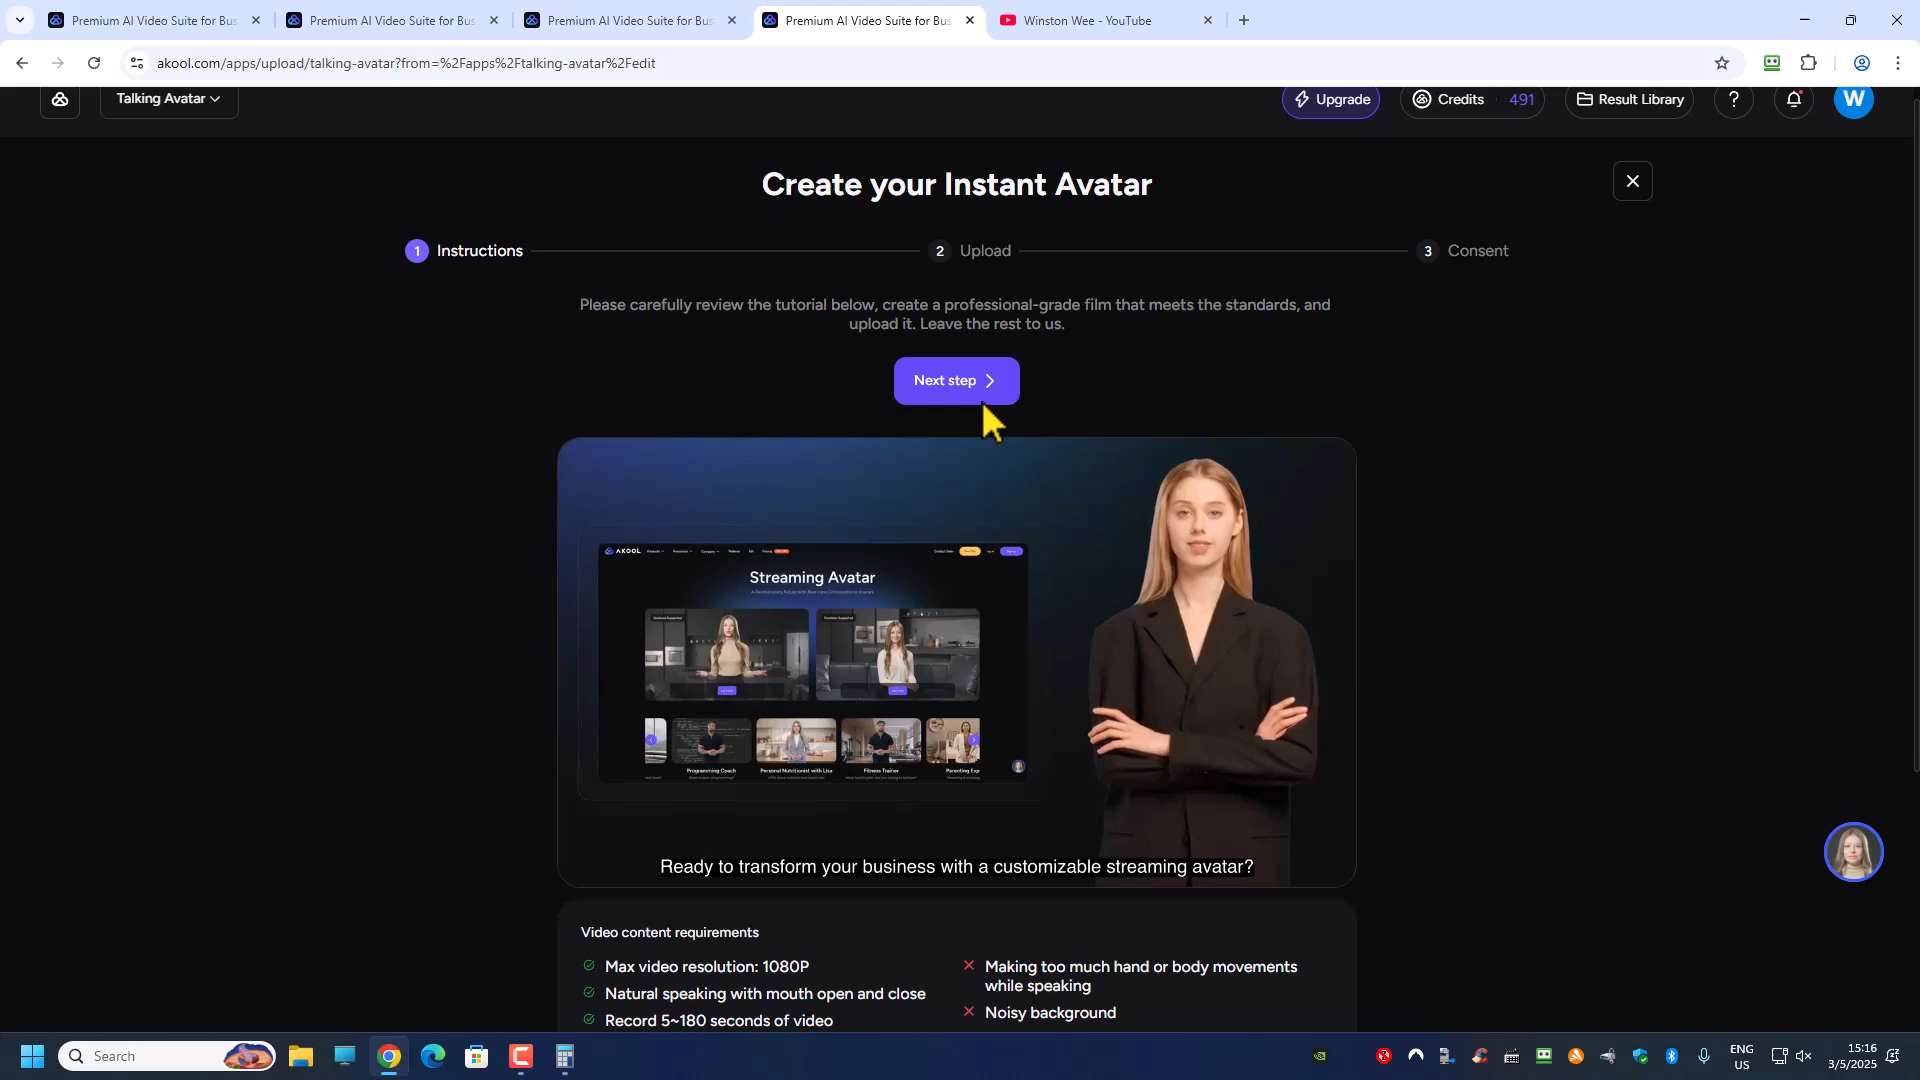 Premium AI Video Suite for Bus
Premium AI Video Suite for Bus
Premium AI Video Suite for Bus
Premium AI Video Suite for Bus
Winston Wee - YouTube
akool.com/apps/upload/talking-avatar?from=%2Fapps%2Ftalking-avatar%2Fedit
Talking Avatar
Upgrade
Credits 491
Result Library
?
W
Create your Instant Avatar
1 Instructions
2 Upload
3 Consent
Please carefully review the tutorial below, create a professional-grade film that meets the standards, and
upload it. Leave the rest to us.
Next step
AKOOL
Products
Resources
Company
Pricing
Streaming Avatar
Programming Coach
Personal Nutritionist with Lisa
Fitness Trainer
Parenting Exp
Ready to transform your business with a customizable streaming avatar?
Video content requirements
Max video resolution: 1080P
Natural speaking with mouth open and close
Record 5~180 seconds of video
Making too much hand or body movements
while speaking
Noisy background
Search
ENG
US
15:16
3/5/2025